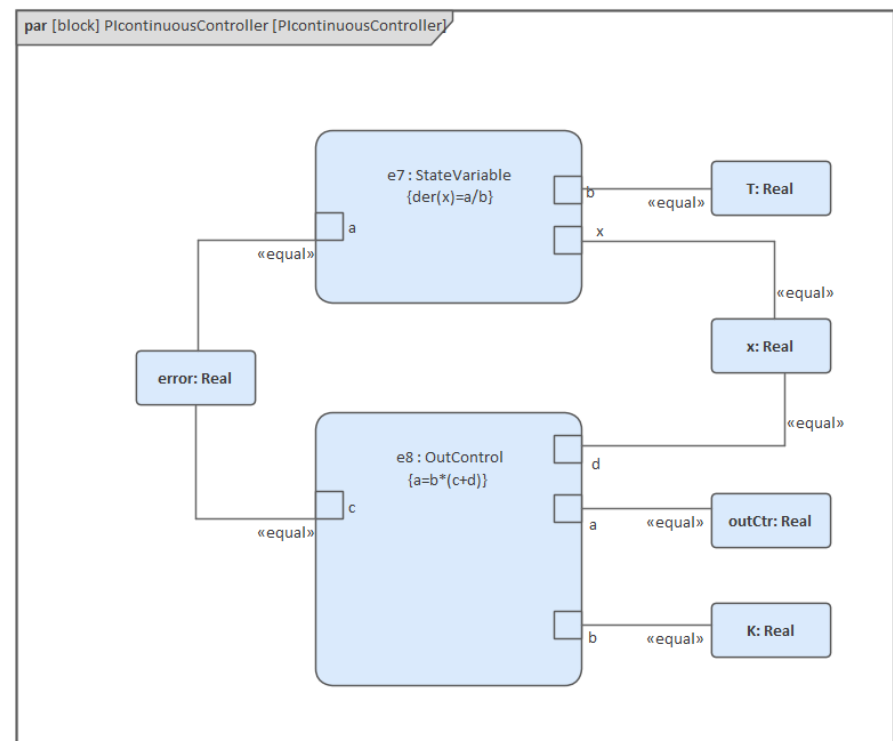 par [block] PIcontinuousController [PIcontinuousController]
e7 : StateVariable
{der(x)=a/b}
b
«equal»
T: Real
a
«equal»
x
«equal»
x: Real
error: Real
«equal»
e8 : OutControl
{a=b*(c+d)}
d
c
«equal»
a
«equal»
outCtr: Real
b
«equal»
K: Real